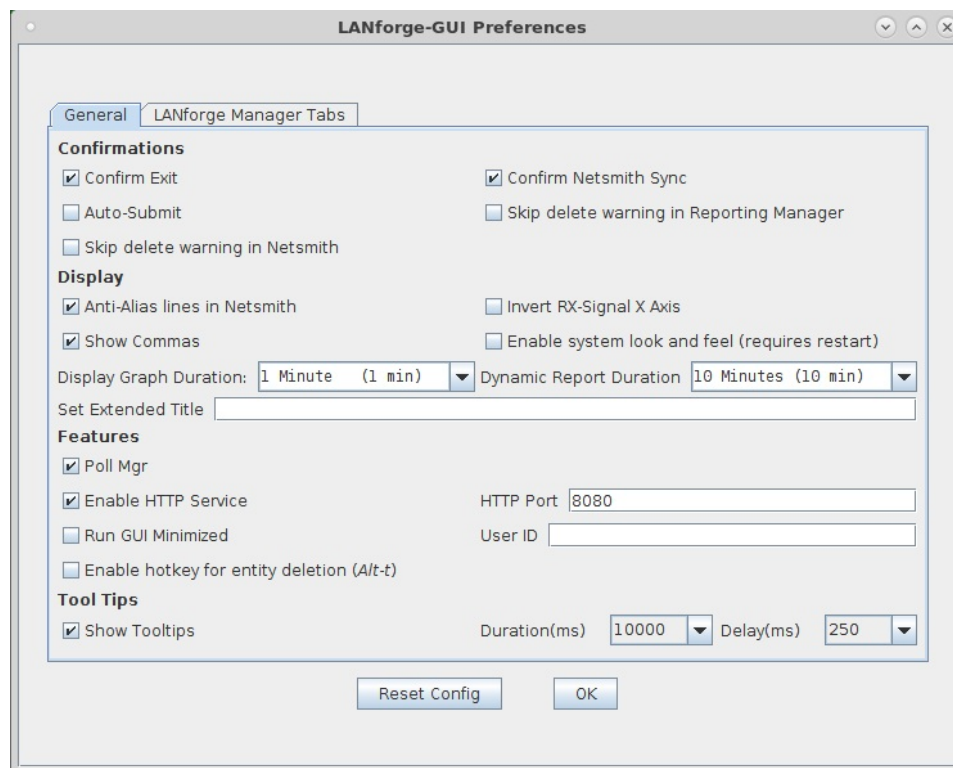 LANforge-GUI Preferences
General LANforge Manager Tabs
Confirmations
Confirm Exit Confirm Netsmith Sync
Auto-Submit Skip delete warning in Reporting Manager
Skip delete warning in Netsmith
Display
Anti-Alias lines in Netsmith Invert RX-Signal X Axis
Show Commas Enable system look and feel (requires restart)
Display Graph Duration: 1 Minute (1 min) Dynamic Report Duration 10 Minutes (10 min)
Set Extended Title
Features
Poll Mgr
Enable HTTP Service HTTP Port 8080
Run GUI Minimized User ID
Enable hotkey for entity deletion (Alt-t)
Tool Tips
Show Tooltips Duration(ms) 10000 Delay(ms) 250
Reset Config OK